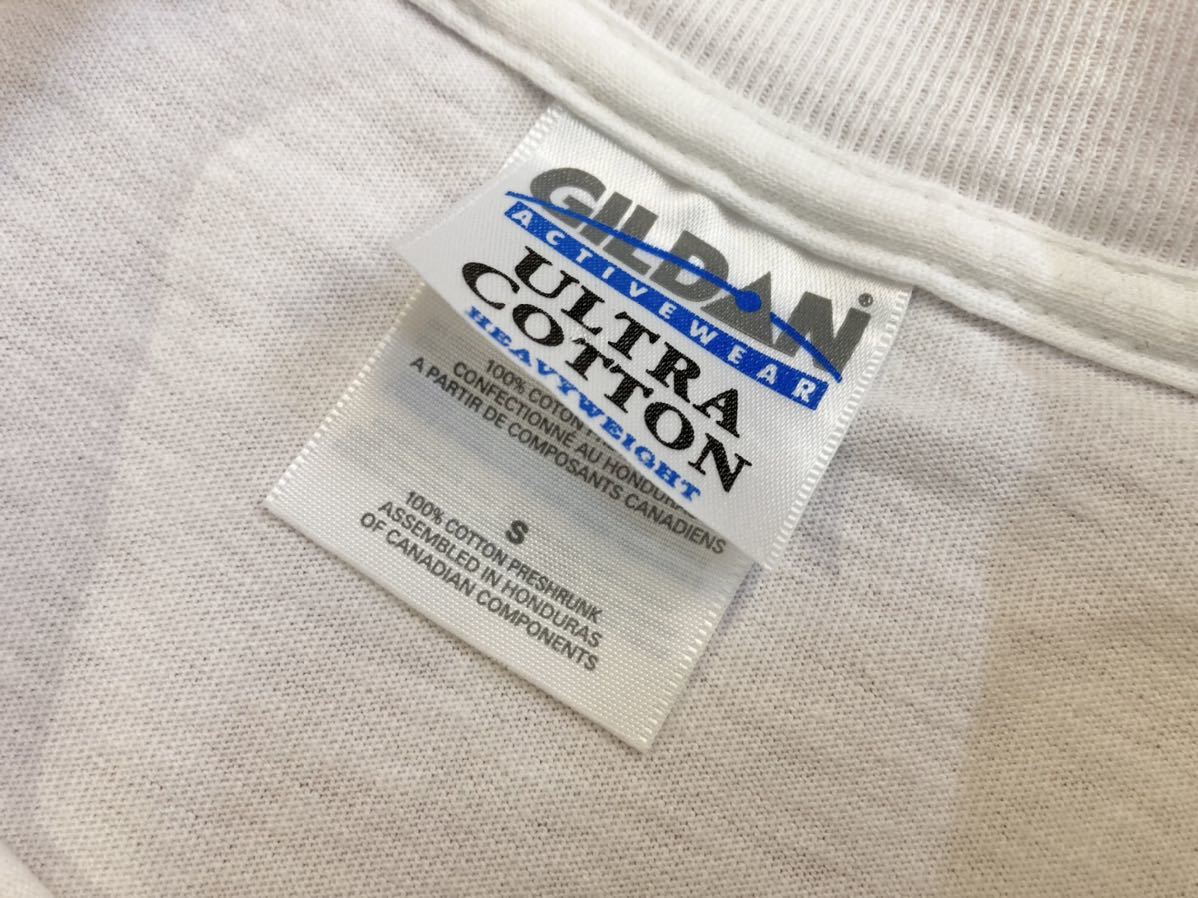 GILDAN®
ACTIVEWEAR
ULTRA
COTTON
HEAVYWEIGHT
100% COTON
CONFECTIONNÉ AU HONDURAS
A PARTIR DE COMPOSANTS CANADIENS
S
100% COTTON PRESHRUNK
ASSEMBLED IN HONDURAS
OF CANADIAN COMPONENTS